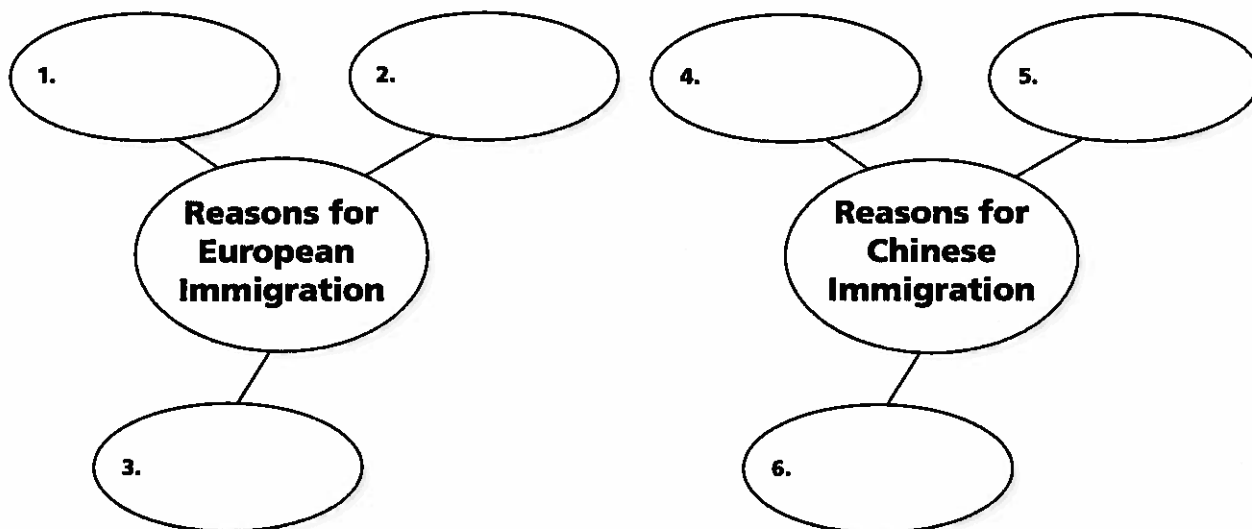 1.
2.
4.
5.
Reasons for
European
Immigration
Reasons for
Chinese
Immigration
3.
6.